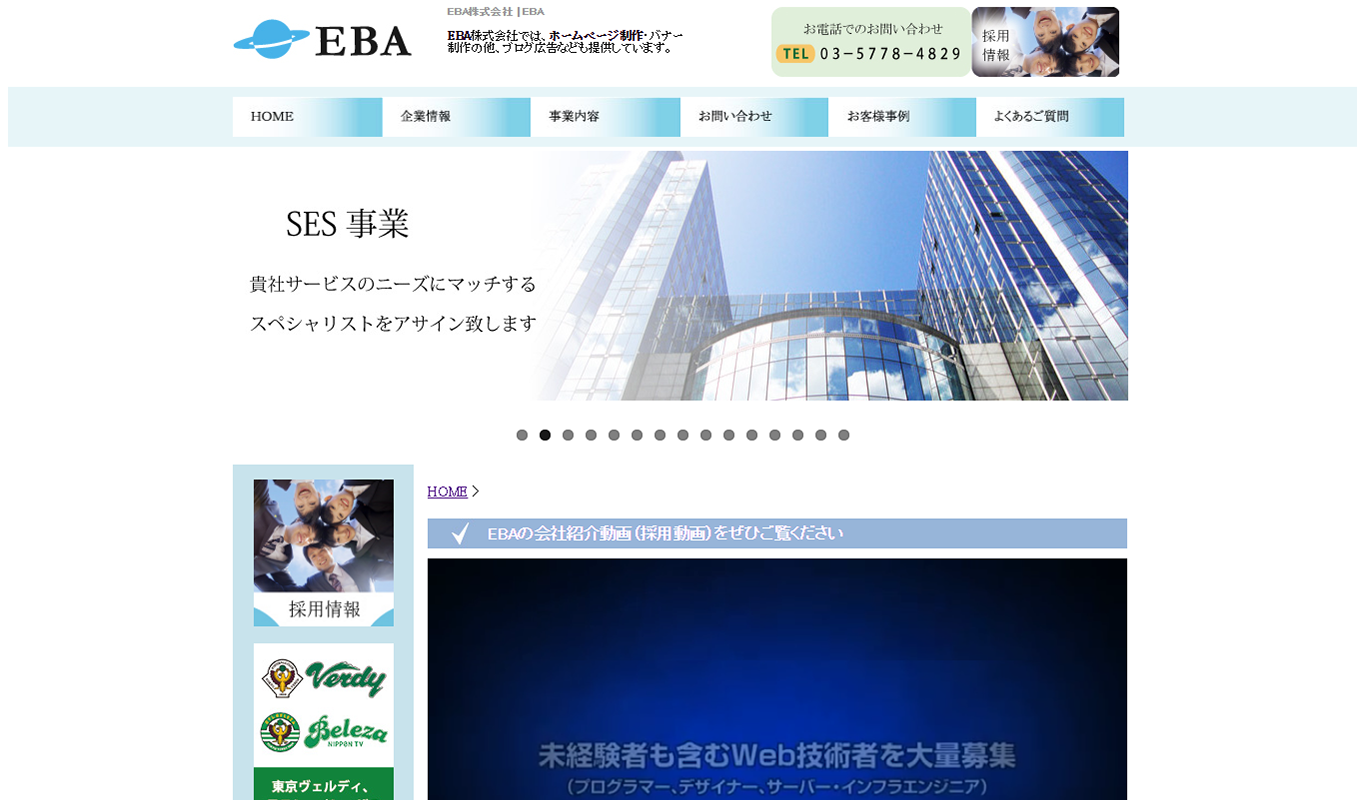 EBA株式会社 | EBA
EBA
EBA株式会社では、ホームページ制作・バナー
制作の他、ブログ広告なども提供しています。
お電話でのお問い合わせ
TEL 03-5778-4829
採用
情報
HOME
企業情報
事業内容
お問い合わせ
お客様事例
よくあるご質問
SES 事業
貴社サービスのニーズにマッチする
スペシャリストをアサイン致します
HOME >
EBAの会社紹介動画（採用動画）をぜひご覧ください
採用情報
Verdy
Beleza
NIPPON TV
東京ヴェルディ、
未経験者も含むWeb技術者を大量募集
（プログラマー、デザイナー、サーバー・インフラエンジニア）